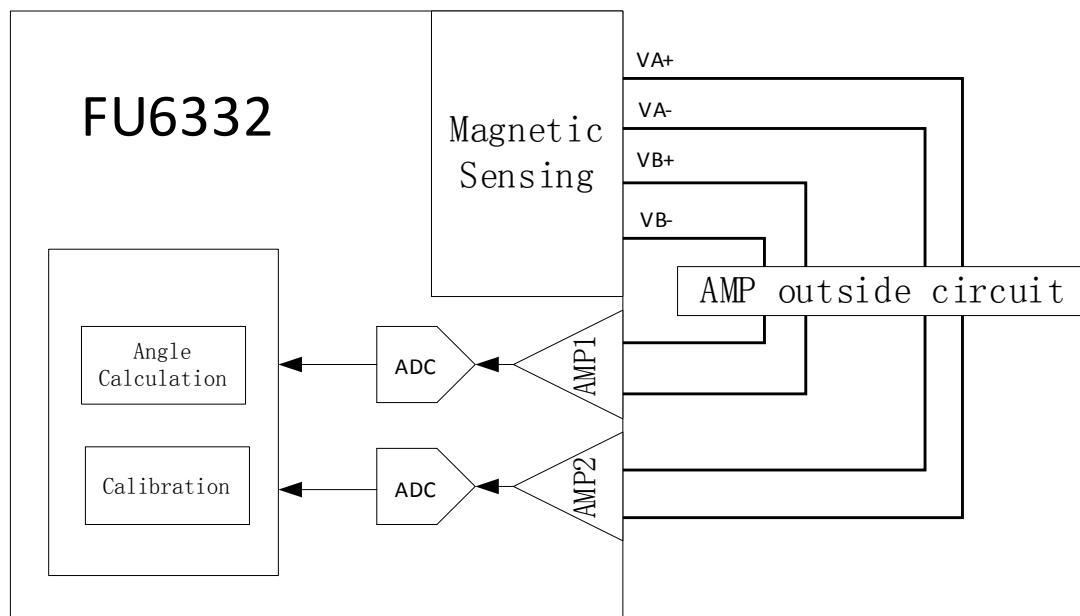 FU6332
Magnetic
Sensing
VA+
VA-
VB+
VB-
AMP outside circuit
Angle
Calculation
ADC
AMP1
Calibration
ADC
AMP2